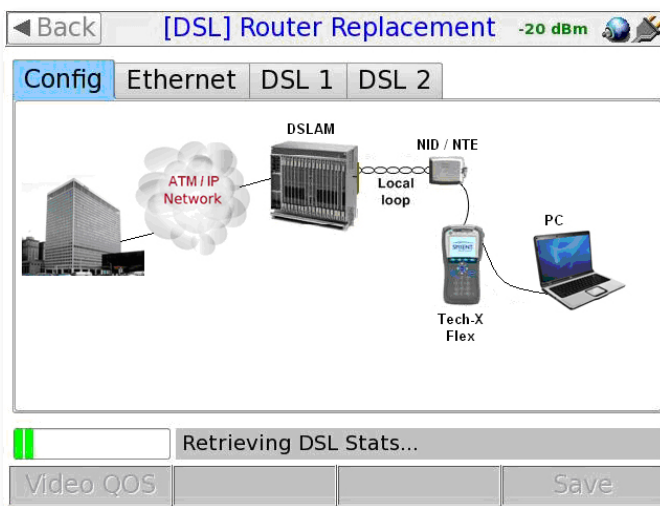 Back
[DSL] Router Replacement
-20 dBm
Config
Ethernet
DSL 1
DSL 2
DSLAM
NID / NTE
ATM / IP
Network
Local
loop
PC
SPIRENT
Tech-X
Flex
Retrieving DSL Stats...
Video QOS
Save